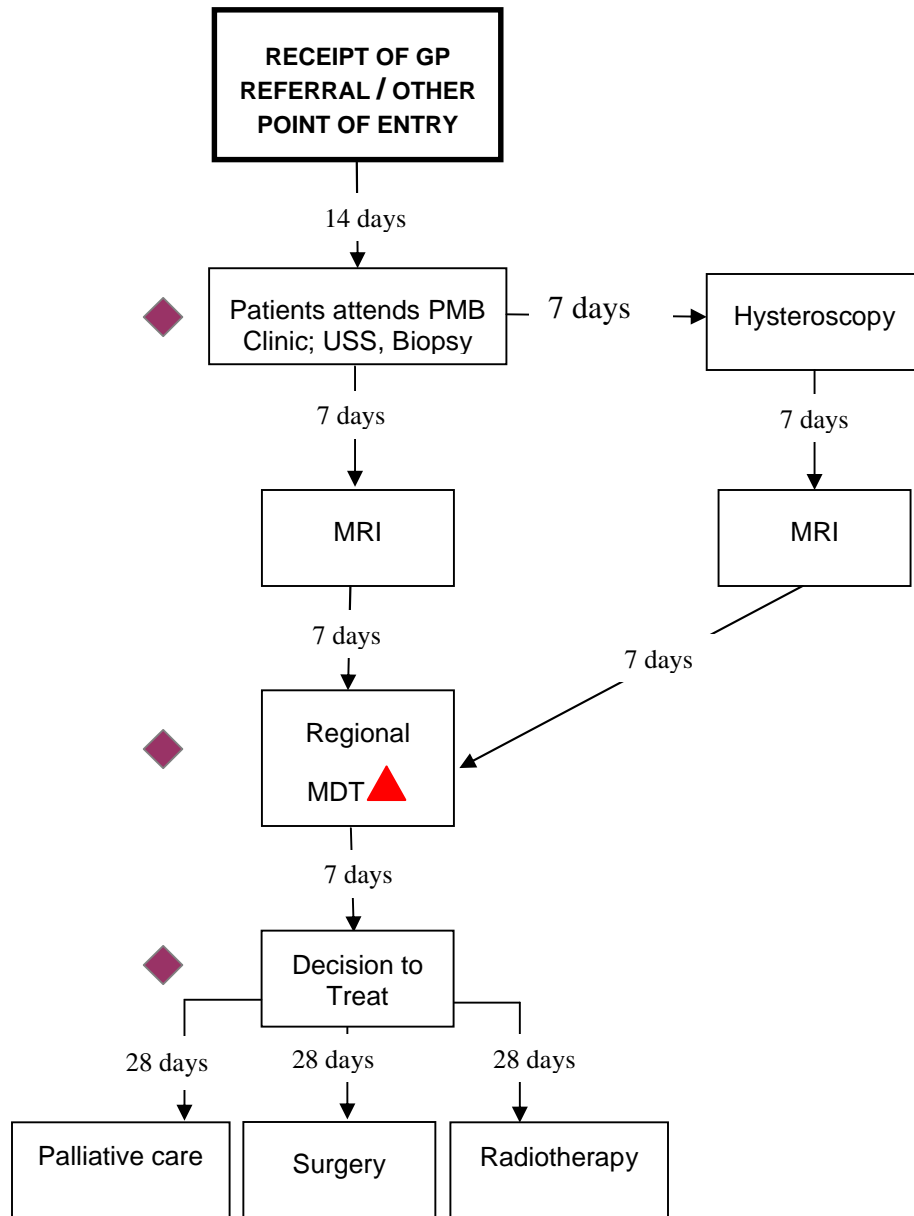 RECEIPT OF GP
REFERRAL / OTHER
POINT OF ENTRY
14 days
Patients attends PMB
Clinic; USS, Biopsy
7 days
Hysteroscopy
7 days
7 days
MRI
MRI
7 days
7 days
Regional
MDT
7 days
Decision to
Treat
28 days
28 days
28 days
Palliative care
Surgery
Radiotherapy